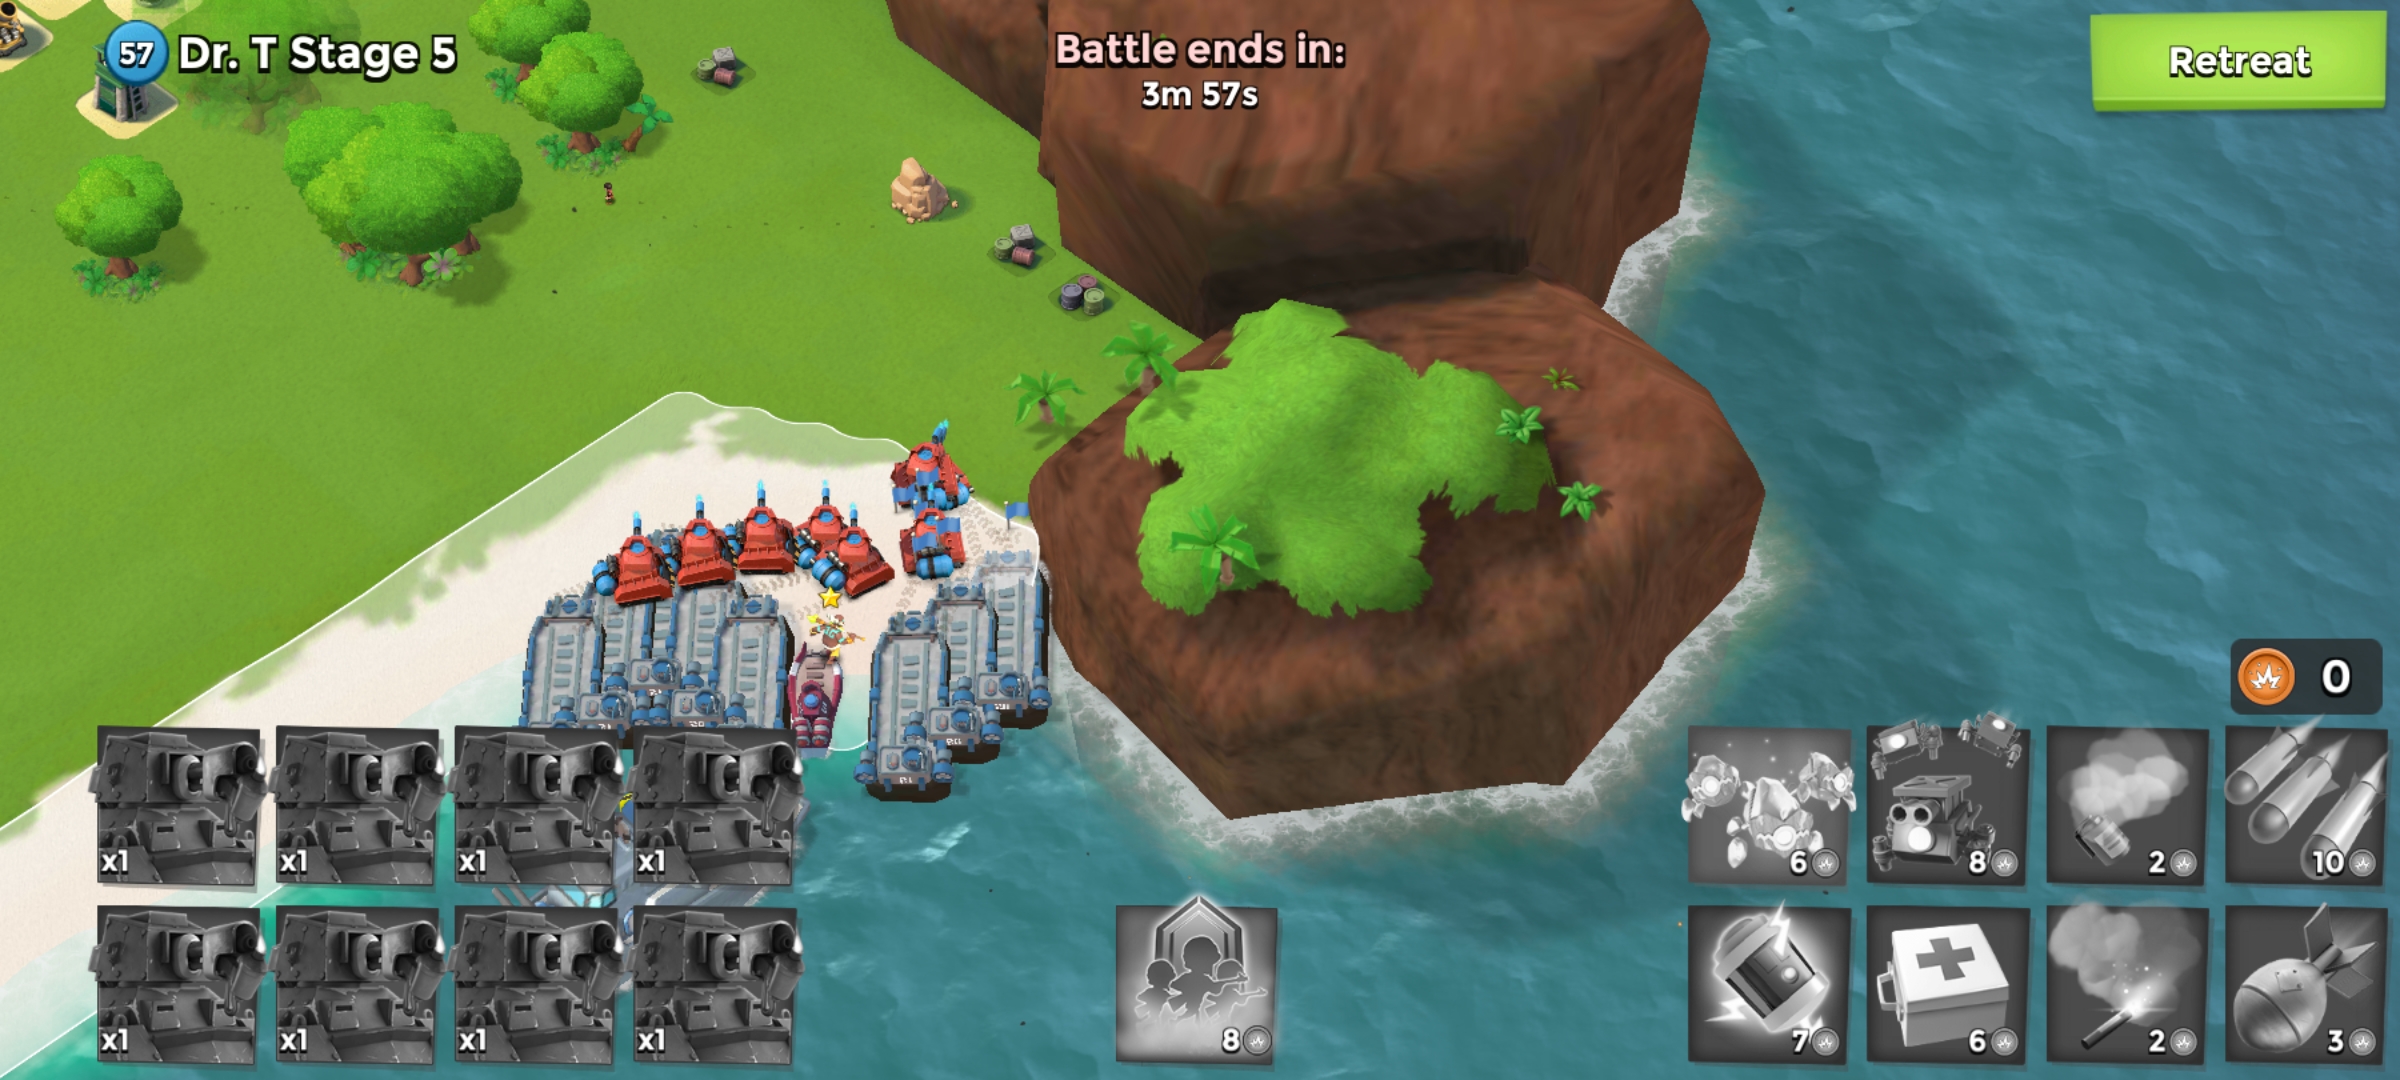 57 Dr. T Stage 5
Battle ends in:
3m 57s
Retreat
0
x1 x1 x1 x1
6 8 2 10
x1 x1 x1 x1
8
7 6 2 3